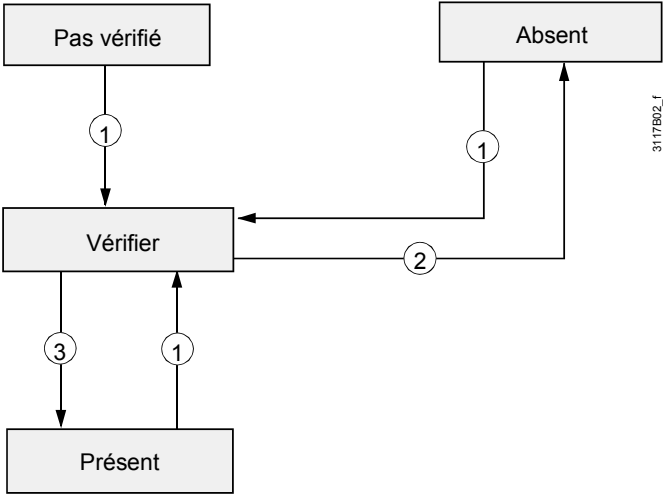 Pas vérifié
Absent
3117B02_f
1
1
Vérifier
2
3
1
Présent